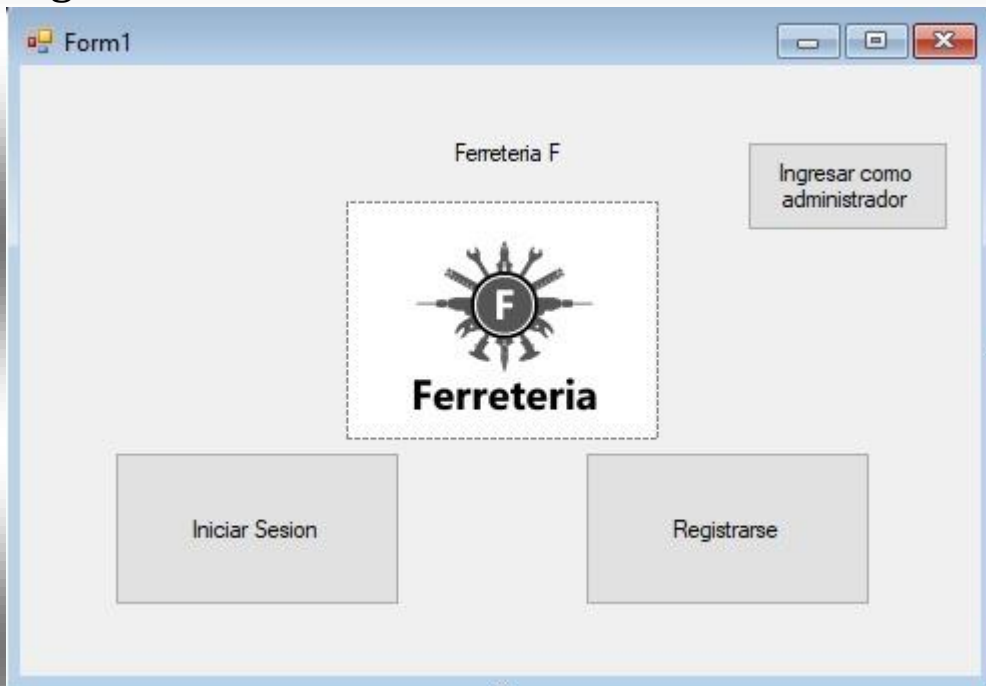 Form1
Ferreteria F
Ingresar como
administrador
F
Ferreteria
Iniciar Sesion
Registrarse